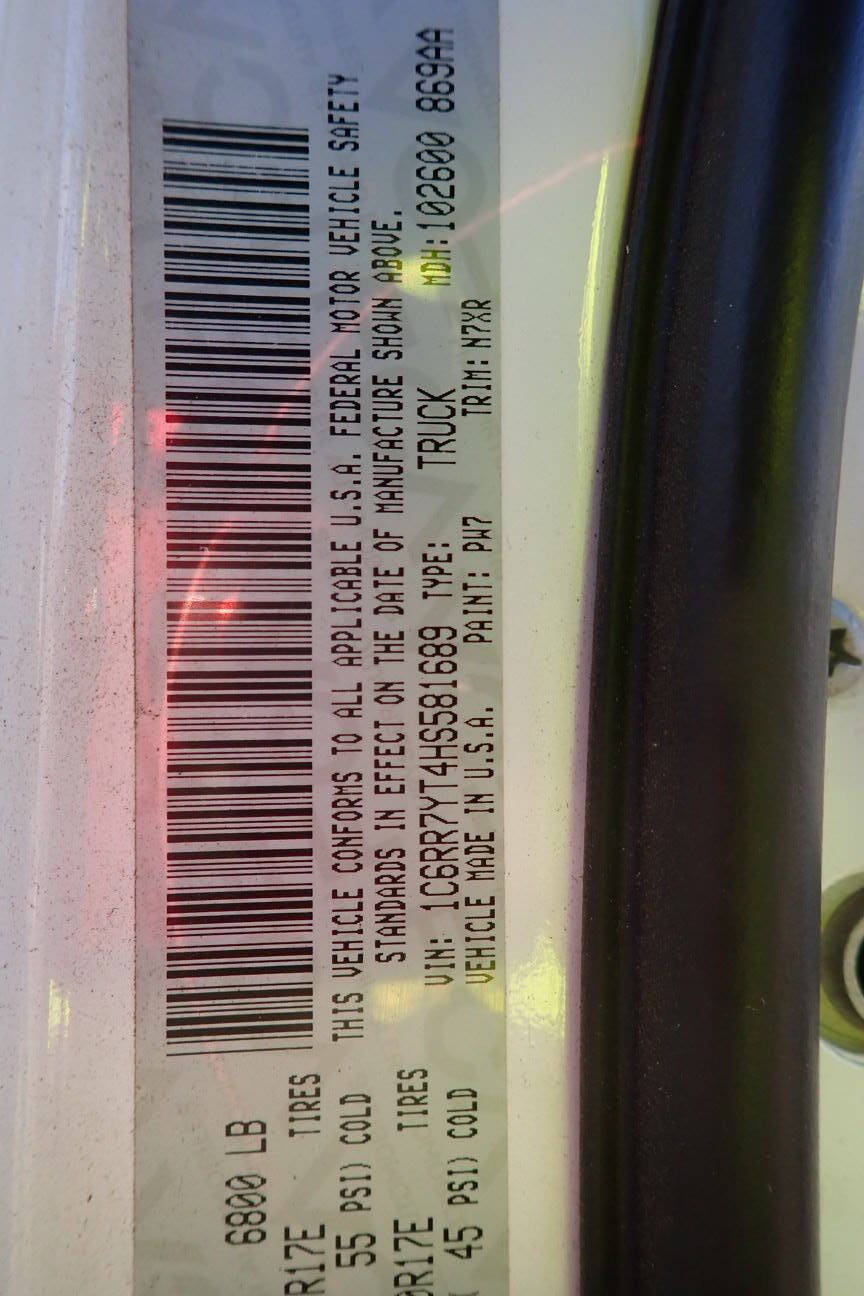 6800 LB
R17E TIRES
55 PSI) COLD
0R17E TIRES
45 PSI) COLD
THIS VEHICLE CONFORMS TO ALL APPLICABLE U.S.A. FEDERAL MOTOR VEHICLE SAFETY
STANDARDS IN EFFECT ON THE DATE OF MANUFACTURE SHOWN ABOVE.
VIN: 1C6RR7YT4HS581689 TYPE: TRUCK MDH:102600 869AA
VEHICLE MADE IN U.S.A. PAINT: PW7 TRIM: N7XR